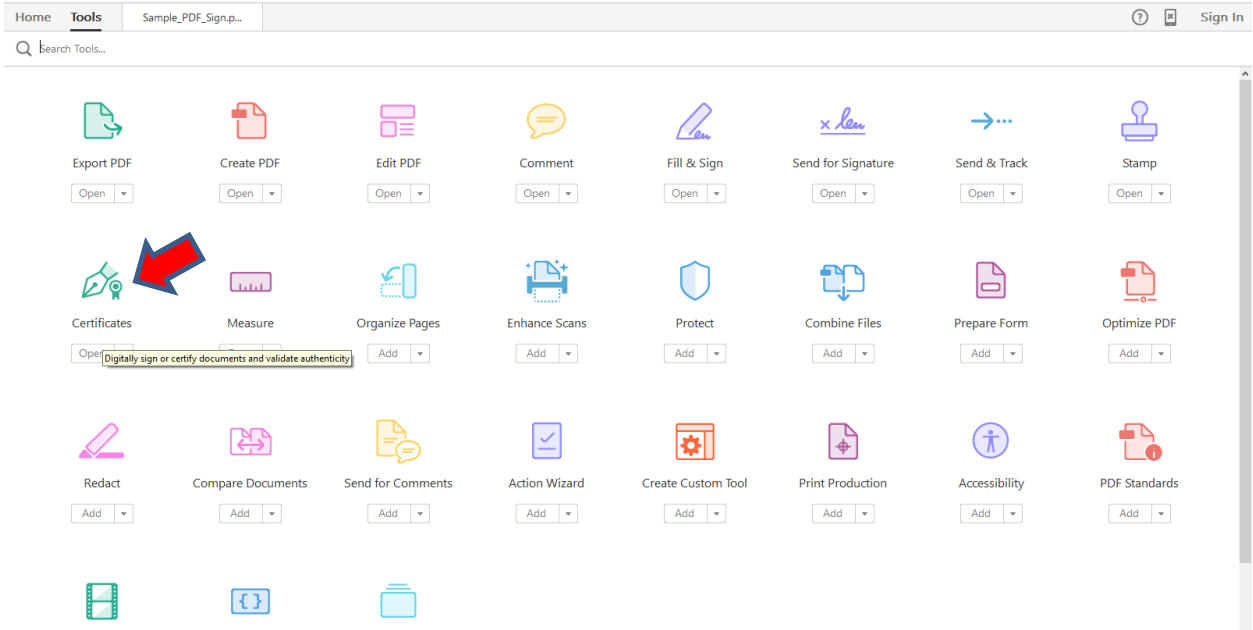 Home Tools Sample_PDF_Sign.p... ? Sign In
Search Tools...
Export PDF Create PDF Edit PDF Comment Fill & Sign Send for Signature Send & Track Stamp
Open Open Open Open Open Open Open Open
Certificates Measure Organize Pages Enhance Scans Protect Combine Files Prepare Form Optimize PDF
Open Add Add Add Add Add Add
Digitally sign or certify documents and validate authenticity
Redact Compare Documents Send for Comments Action Wizard Create Custom Tool Print Production Accessibility PDF Standards
Add Add Add Add Add Add Add Add